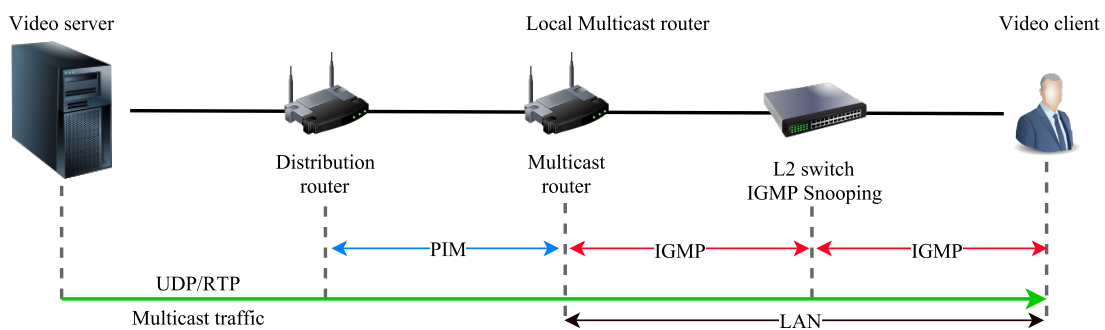 Video server
Local Multicast router
Video client
Distribution
router
Multicast
router
L2 switch
IGMP Snooping
PIM
IGMP
IGMP
UDP/RTP
Multicast traffic
LAN